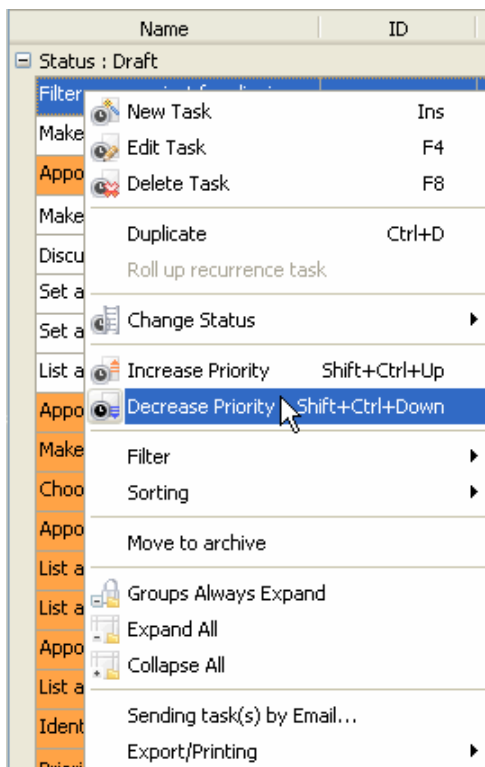 Name ID
Status : Draft
Filter
New Task Ins
Make
Edit Task F4
Appo
Delete Task F8
Make
Duplicate Ctrl+D
Discu
Roll up recurrence task
Set a
Change Status
Set a
List a
Increase Priority Shift+Ctrl+Up
Appo
Decrease Priority Shift+Ctrl+Down
Make
Filter
Choo
Sorting
Appo
Move to archive
List a
Groups Always Expand
List a
Expand All
Appo
Collapse All
List a
Sending task(s) by Email...
Ident
Export/Printing